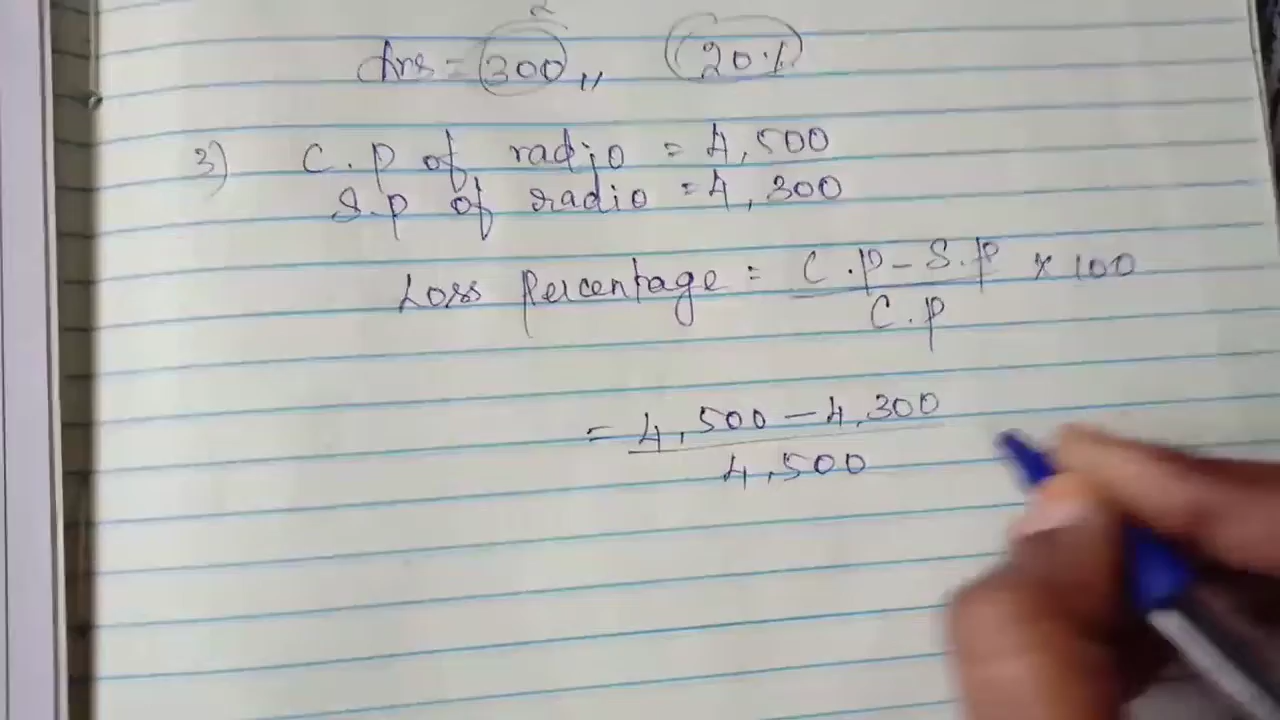 Ans = 300,, (20%)
3) C.P of radio = 4,500
S.P of radio = 4,300
Loss Percentage = C.P - S.P × 100
C.P
= 4,500 - 4,300
4,500